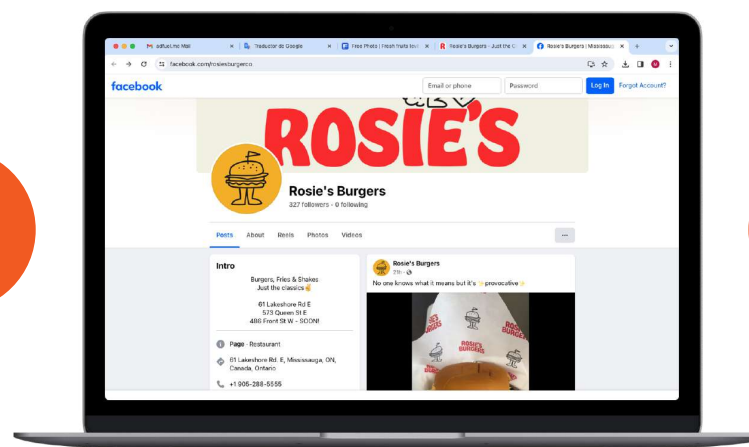 adfuel.ma Mail
Traductor de Google
Free Photo | Fresh fruits levi
Rosie's Burgers - Just the C
Rosie's Burgers | Mississaug
facebook.com/rosiesburgerco
facebook
Email or phone
Password
Log In
Forgot Account?
ROSIE'S
Rosie's Burgers
327 followers • 0 following
Posts
About
Reels
Photos
Videos
Intro
Burgers, Fries & Shakes
Just the classics
61 Lakeshore Rd E
573 Queen St E
486 Front St W - SOON!
Page · Restaurant
61 Lakeshore Rd. E, Mississauga, ON,
Canada, Ontario
+1 905-288-5555
Rosie's Burgers
21h
No one knows what it means but it's ✨provocative✨
ROSIE'S
BURGERS
ROSIE'S
BURGERS